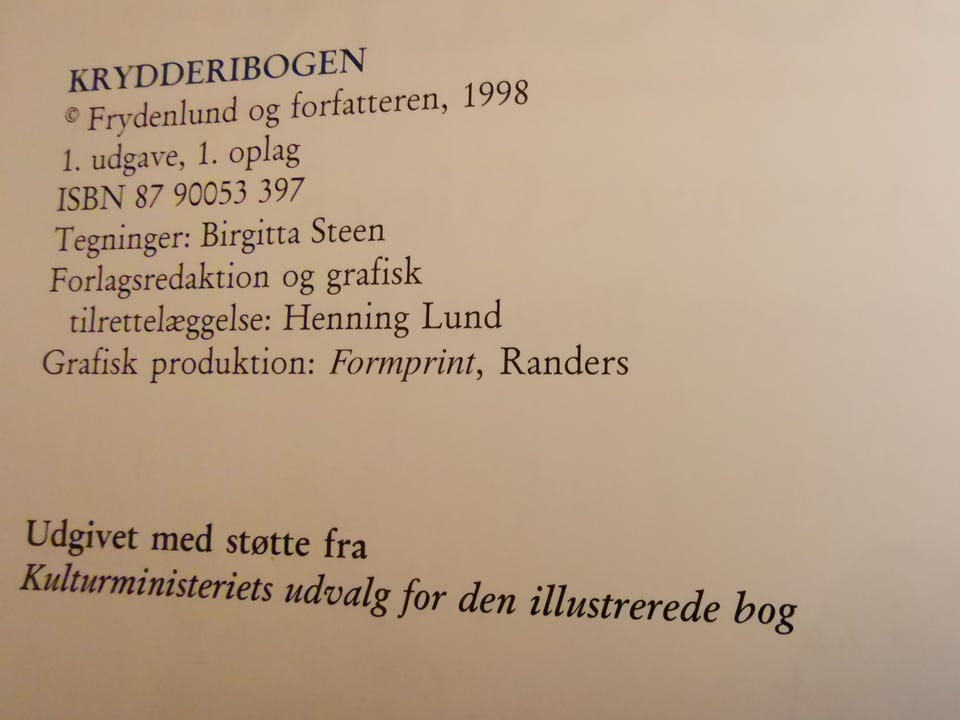 KRYDDERIBOGEN
© Frydenlund og forfatteren, 1998
1. udgave, 1. oplag
ISBN 87 90053 397
Tegninger: Birgitta Steen
Forlagsredaktion og grafisk
tilrettelæggelse: Henning Lund
Grafisk produktion: Formprint, Randers
Udgivet med støtte fra
Kulturministeriets udvalg for den illustrerede bog